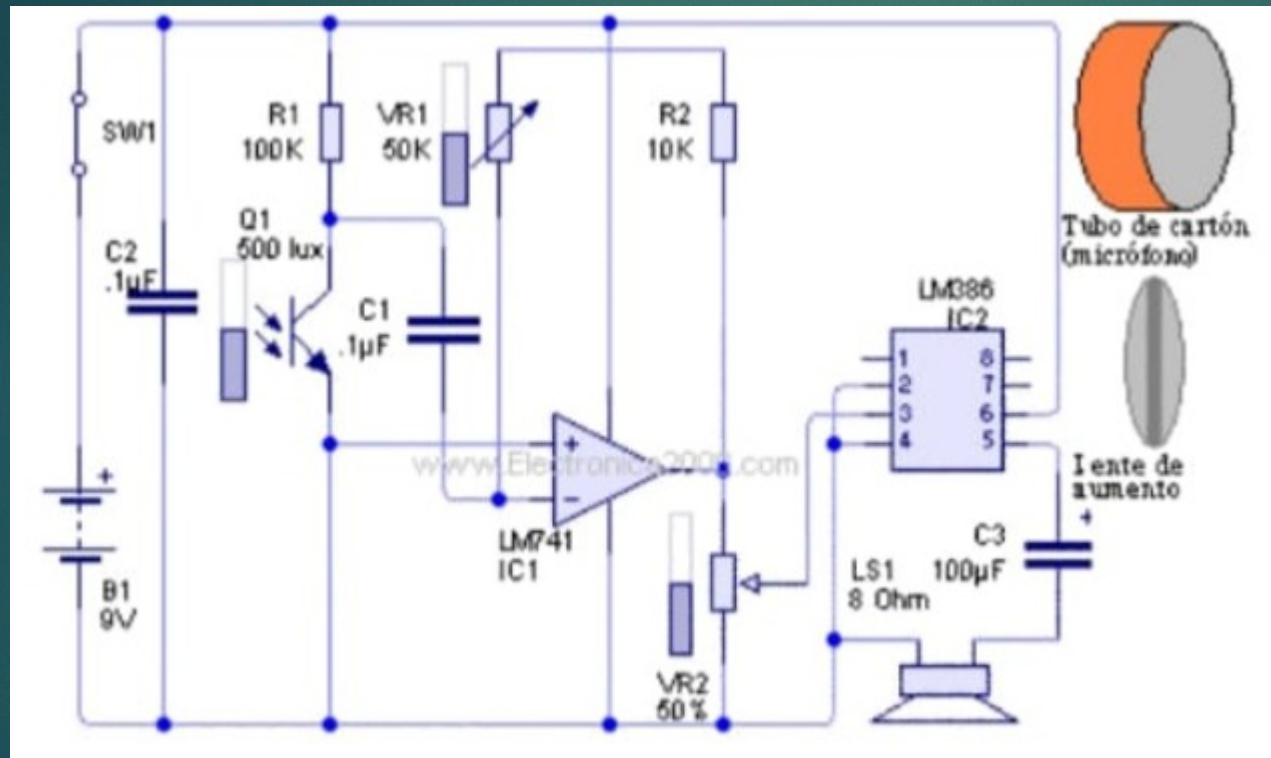 SW1
R1
100K
VR1
50K
R2
10K
Q1
500 lux
C2
.1µF
C1
.1µF
Tubo de cartón
(micrófono)
LM386
IC2
1 8
2 7
3 6
4 5
Lente de
aumento
+
www.Electronica2000.com
+
-
LM741
IC1
+
C3
100µF
LS1
8 Ohm
B1
9V
VR2
50%